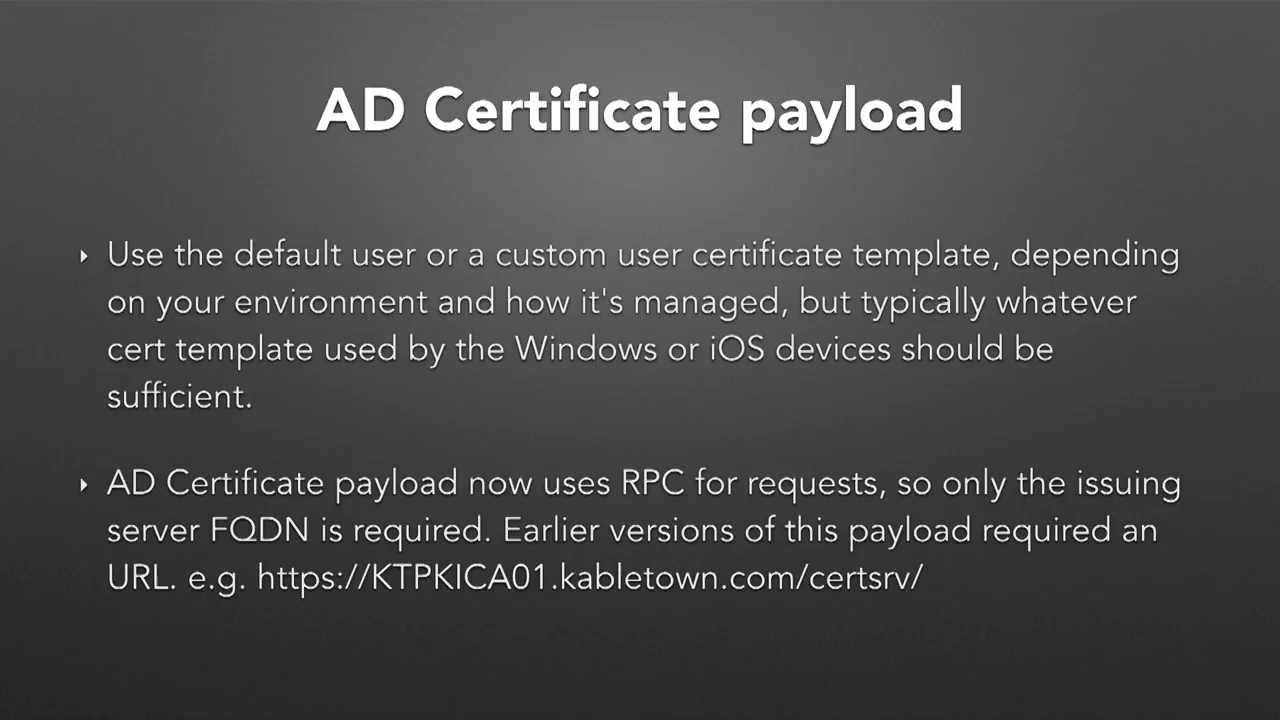 AD Certificate payload
Use the default user or a custom user certificate template, depending
on your environment and how it's managed, but typically whatever
cert template used by the Windows or iOS devices should be
sufficient.
AD Certificate payload now uses RPC for requests, so only the issuing
server FQDN is required. Earlier versions of this payload required an
URL. e.g. https://KTPKICA01.kabletown.com/certsrv/